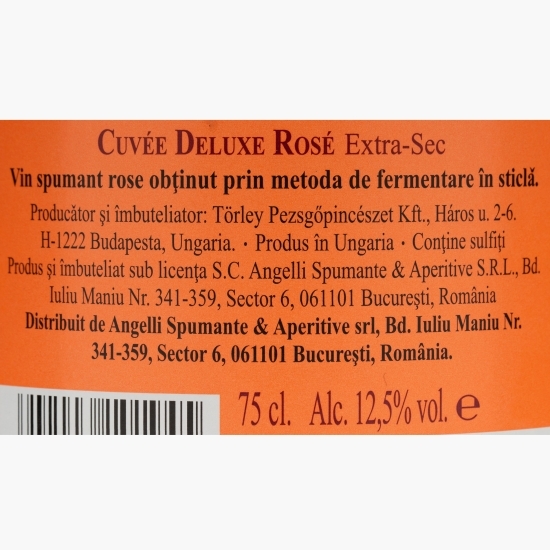 CUVÉE DELUXE ROSÉ Extra-Sec
Vin spumant rose obţinut prin metoda de fermentare în sticlă.
Producător şi îmbuteliator: Törley Pezsgőpincészet Kft., Háros u. 2-6.
H-1222 Budapesta, Ungaria. · Produs în Ungaria · Conţine sulfiţi
Produs şi îmbuteliat sub licenţa S.C. Angelli Spumante & Aperitive S.R.L., Bd.
Iuliu Maniu Nr. 341-359, Sector 6, 061101 Bucureşti, România
Distribuit de Angelli Spumante & Aperitive srl, Bd. Iuliu Maniu Nr.
341-359, Sector 6, 061101 Bucureşti, România.
75 cl. Alc. 12,5% vol. ℮